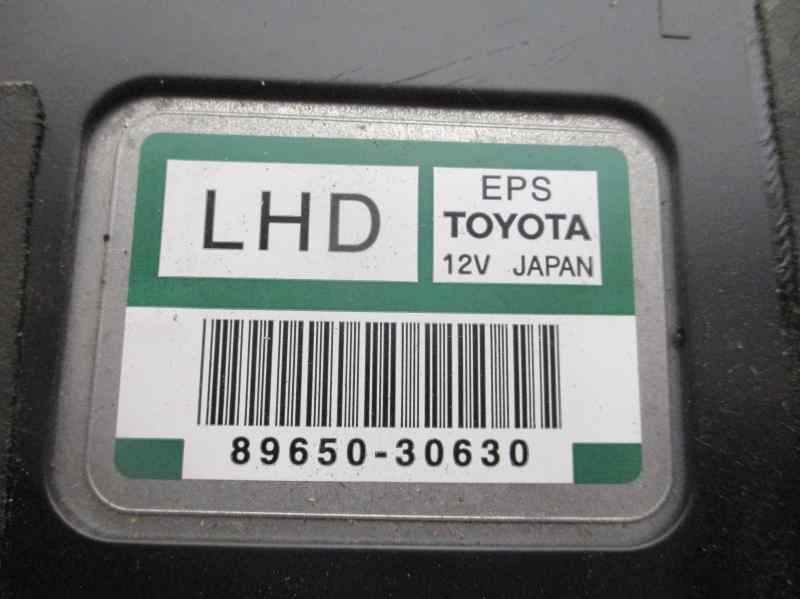 LHD
EPS
TOYOTA
12V JAPAN
89650-30630